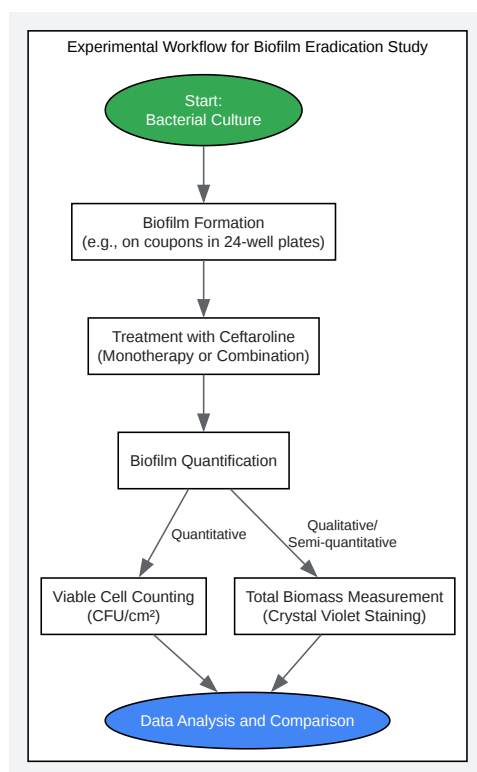 Experimental Workflow for Biofilm Eradication Study
Start:
Bacterial Culture
Biofilm Formation
(e.g., on coupons in 24-well plates)
Treatment with Ceftaroline
(Monotherapy or Combination)
Biofilm Quantification
Quantitative
Qualitative/
Semi-quantitative
Viable Cell Counting
(CFU/cm²)
Total Biomass Measurement
(Crystal Violet Staining)
Data Analysis and Comparison